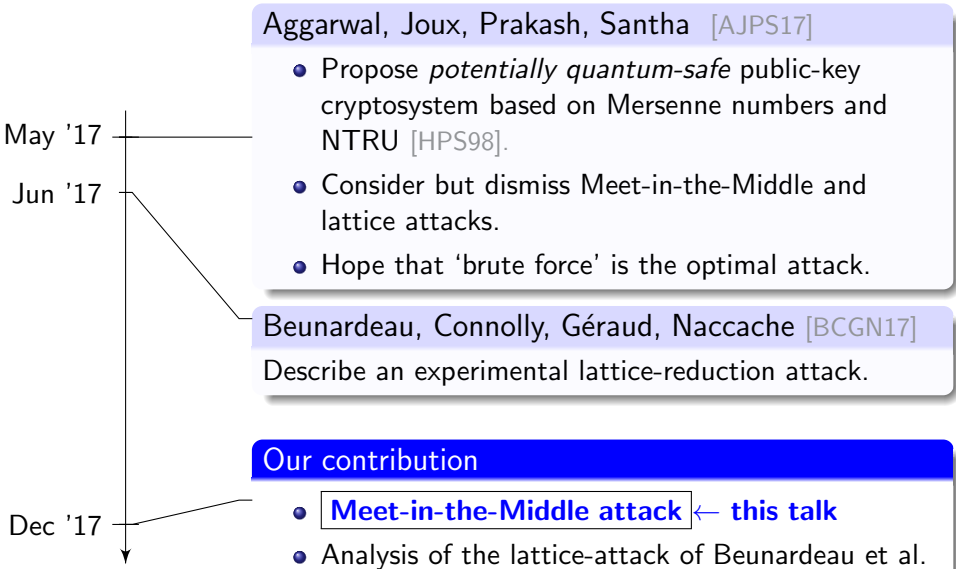 Aggarwal, Joux, Prakash, Santha [AJPS17]
• Propose potentially quantum-safe public-key
cryptosystem based on Mersenne numbers and
NTRU [HPS98].
• Consider but dismiss Meet-in-the-Middle and
lattice attacks.
• Hope that ‘brute force’ is the optimal attack.
May '17
Jun '17
Beunardeau, Connolly, Géraud, Naccache [BCGN17]
Describe an experimental lattice-reduction attack.
Our contribution
• Meet-in-the-Middle attack ← this talk
• Analysis of the lattice-attack of Beunardeau et al.
Dec '17